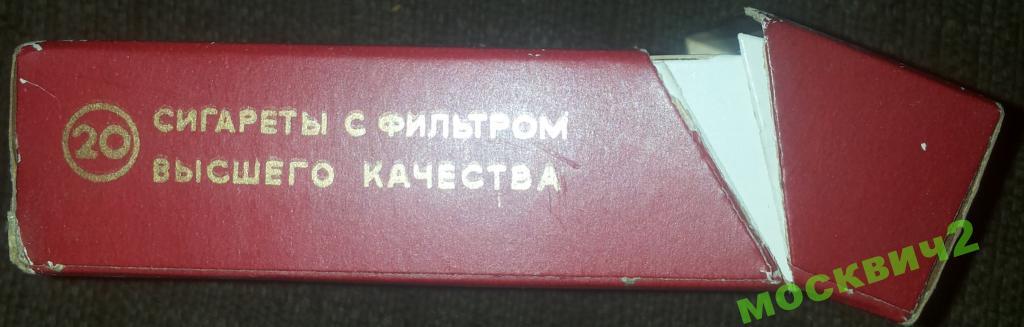 20
СИГАРЕТЫ С ФИЛЬТРОМ
ВЫСШЕГО КАЧЕСТВА
МОСКВИЧ2